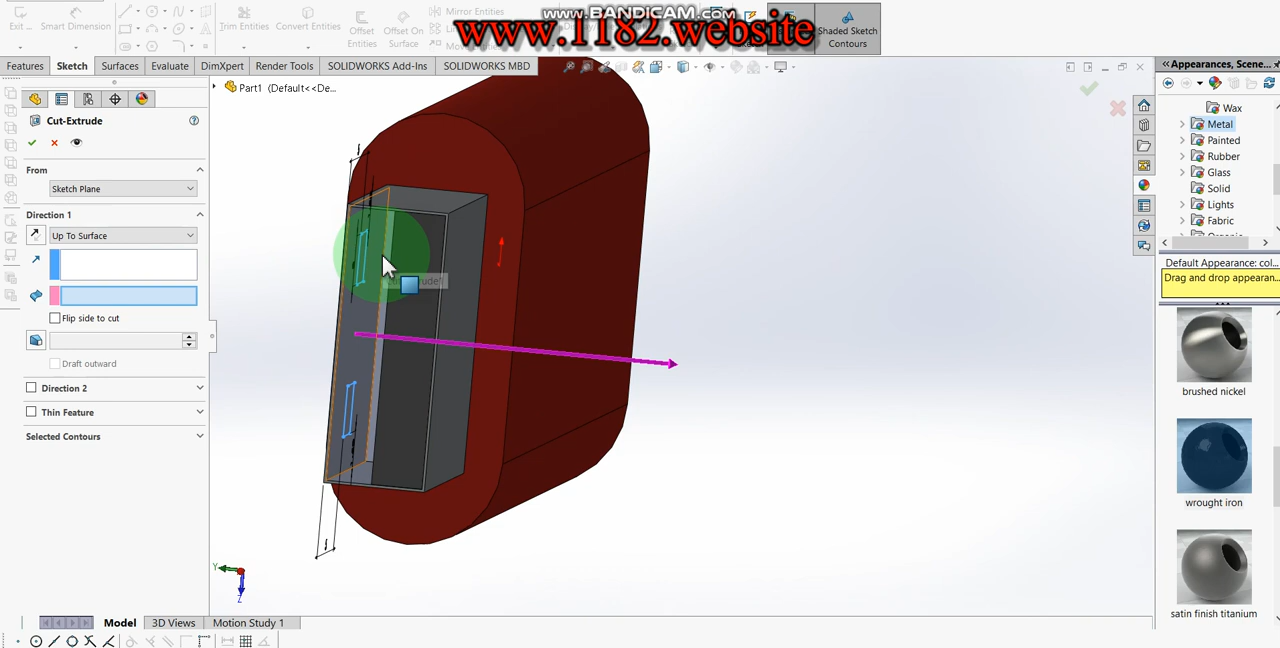 www.BANDICAM.com
www.1182.website
Exit ...
Smart Dimension
Trim Entities
Convert Entities
Offset Entities
Offset On Surface
Mirror Entities
Shaded Sketch Contours
Features
Sketch
Surfaces
Evaluate
DimXpert
Render Tools
SOLIDWORKS Add-Ins
SOLIDWORKS MBD
Appearances, Scene...
Part1 (Default<<De...
Cut-Extrude
From
Sketch Plane
Direction 1
Up To Surface
Flip side to cut
Draft outward
Direction 2
Thin Feature
Selected Contours
Wax
Metal
Painted
Rubber
Glass
Solid
Lights
Fabric
Default Appearance: col...
Drag and drop appearan...
brushed nickel
wrought iron
satin finish titanium
Y
Z
Model
3D Views
Motion Study 1